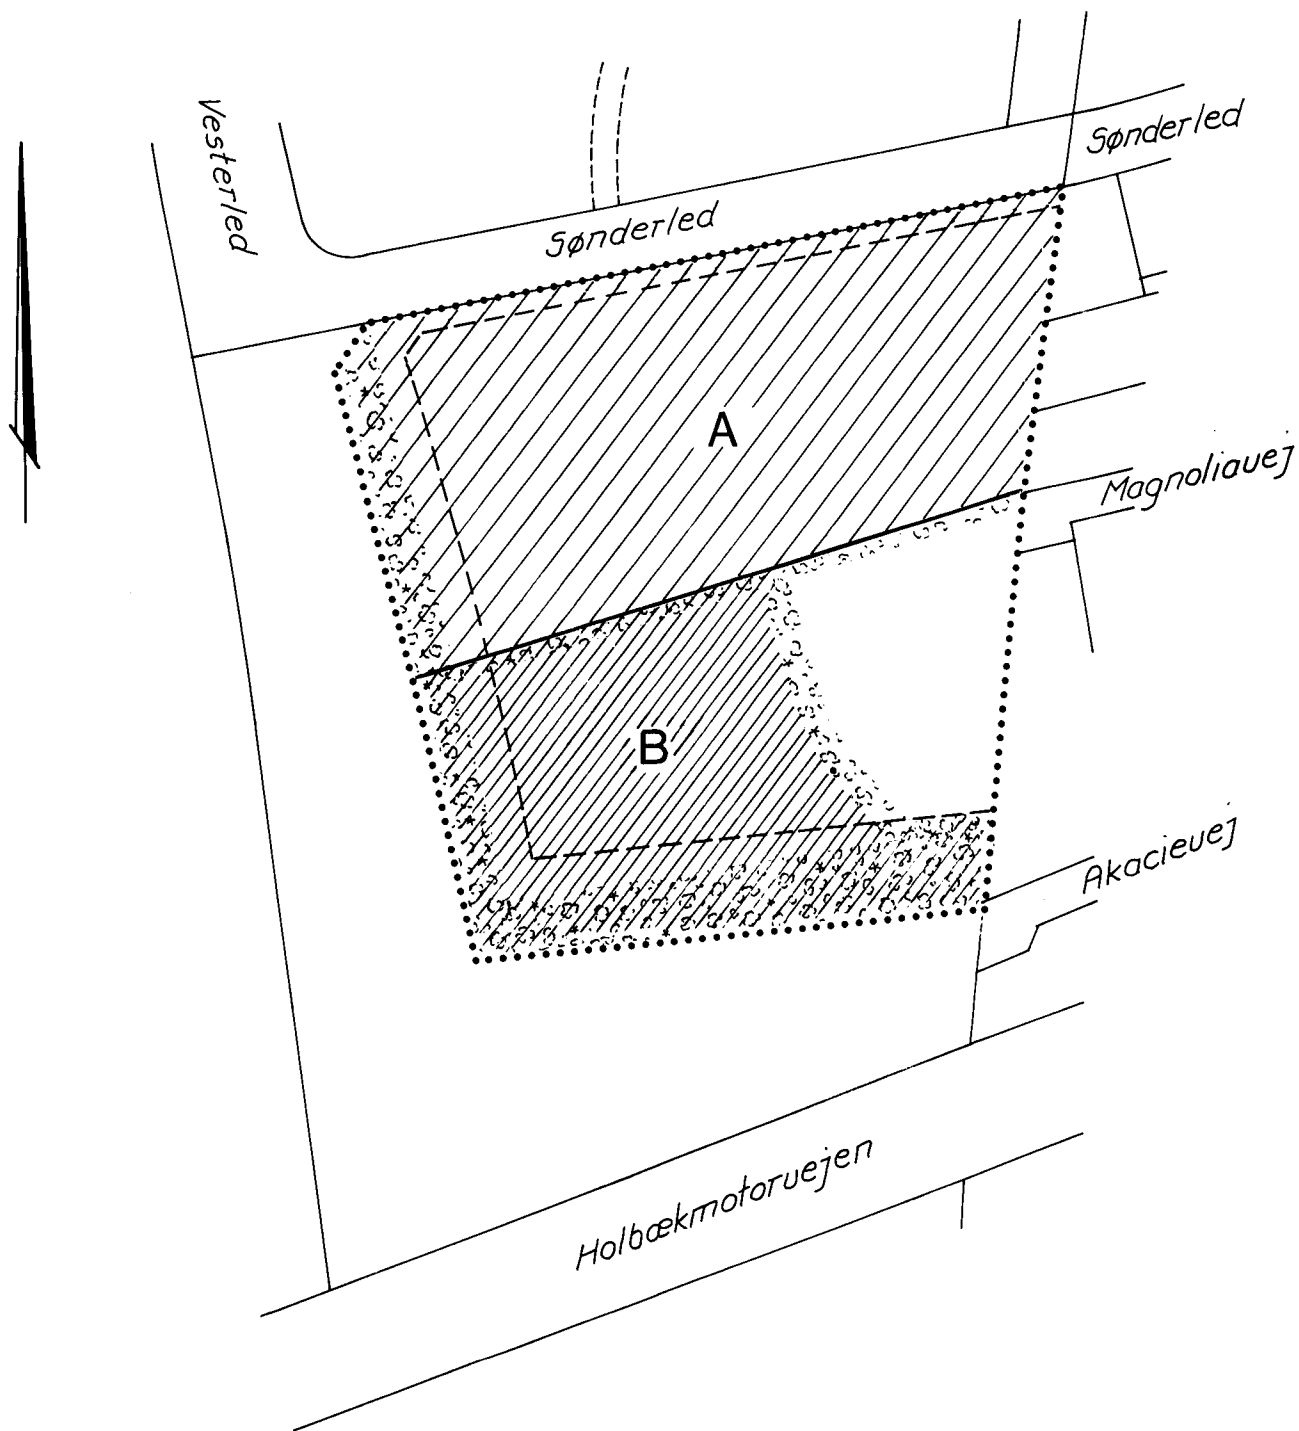 Vesterled
Sønderled
Sønderled
A
Magnoliavej
B
Akacievej
Holbækmotorvejen